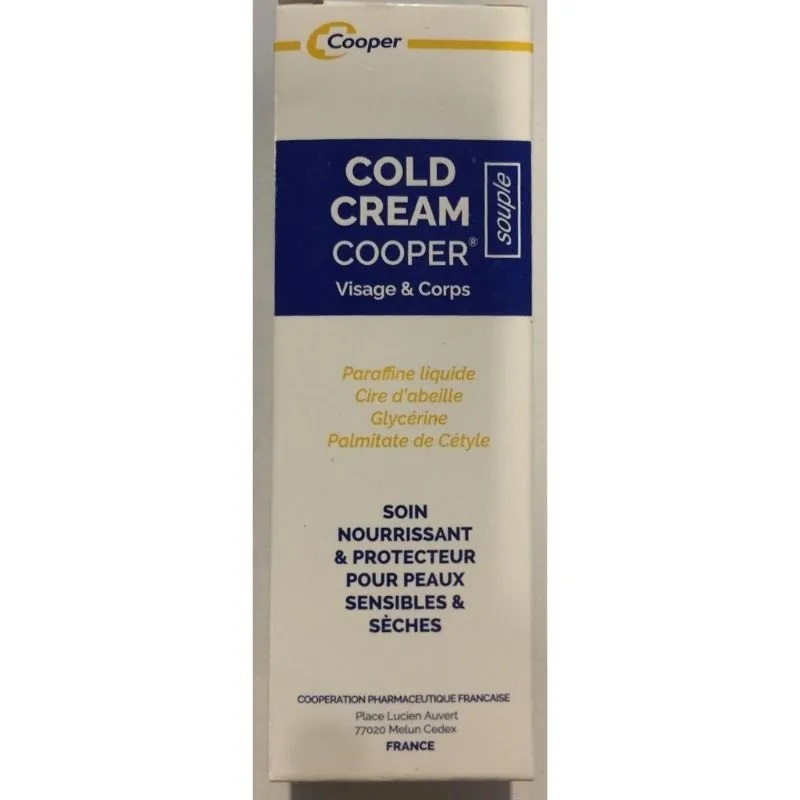 Cooper
COLD
CREAM
COOPER®
souple
Visage & Corps
Paraffine liquide
Cire d'abeille
Glycérine
Palmitate de Cétyle
SOIN
NOURRISSANT
& PROTECTEUR
POUR PEAUX
SENSIBLES &
SÈCHES
COOPERATION PHARMACEUTIQUE FRANCAISE
Place Lucien Auvert
77020 Melun Cedex
FRANCE